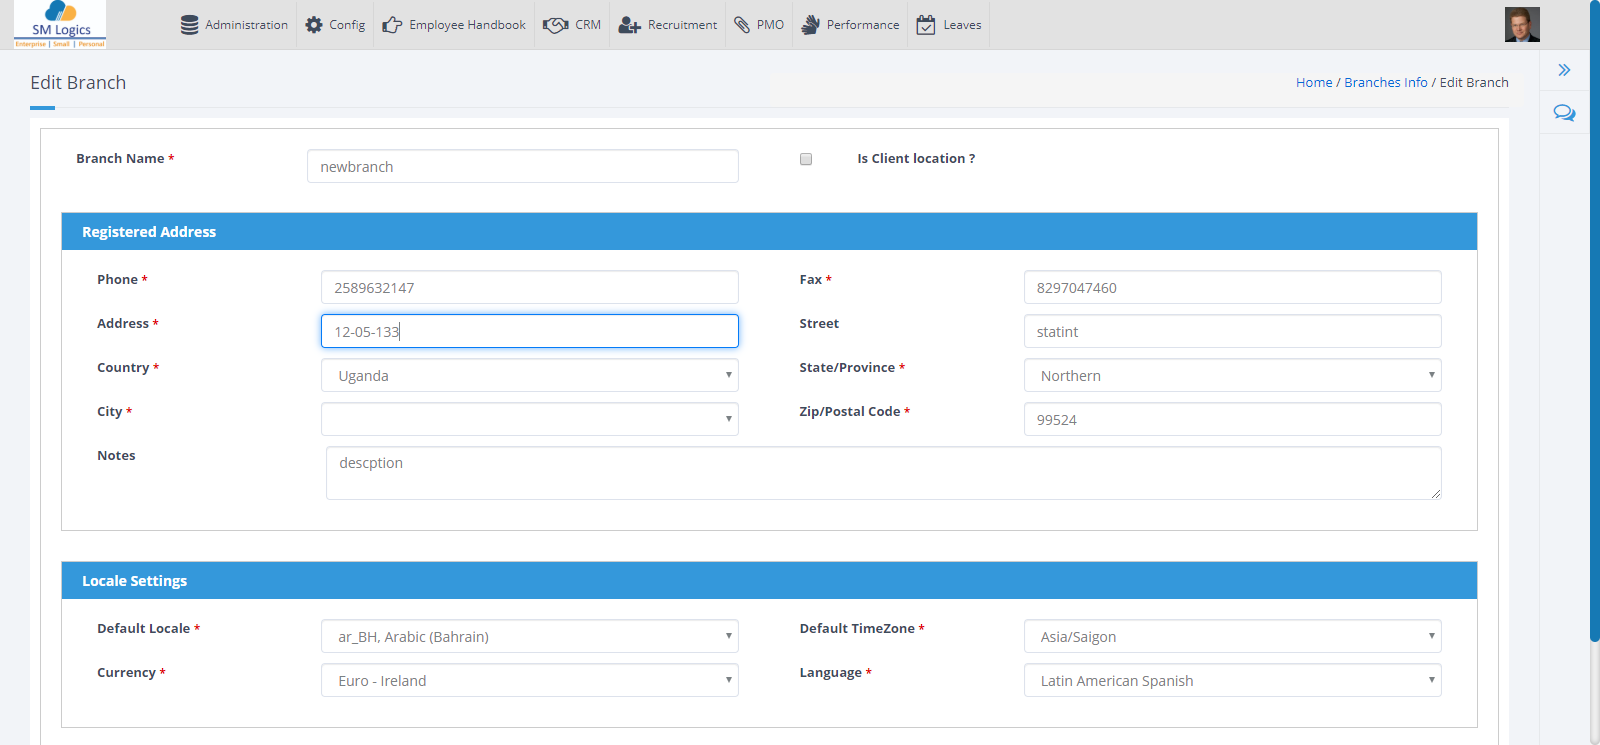 SM Logics
Enterprise | Small | Personal
Administration
Config
Employee Handbook
CRM
Recruitment
PMO
Performance
Leaves
Edit Branch
Home / Branches Info / Edit Branch
Branch Name *
newbranch
Is Client location ?
Registered Address
Phone *
2589632147
Fax *
8297047460
Address *
12-05-133
Street
statint
Country *
Uganda
State/Province *
Northern
City *
Zip/Postal Code *
99524
Notes
descption
Locale Settings
Default Locale *
ar_BH, Arabic (Bahrain)
Default TimeZone *
Asia/Saigon
Currency *
Euro - Ireland
Language *
Latin American Spanish